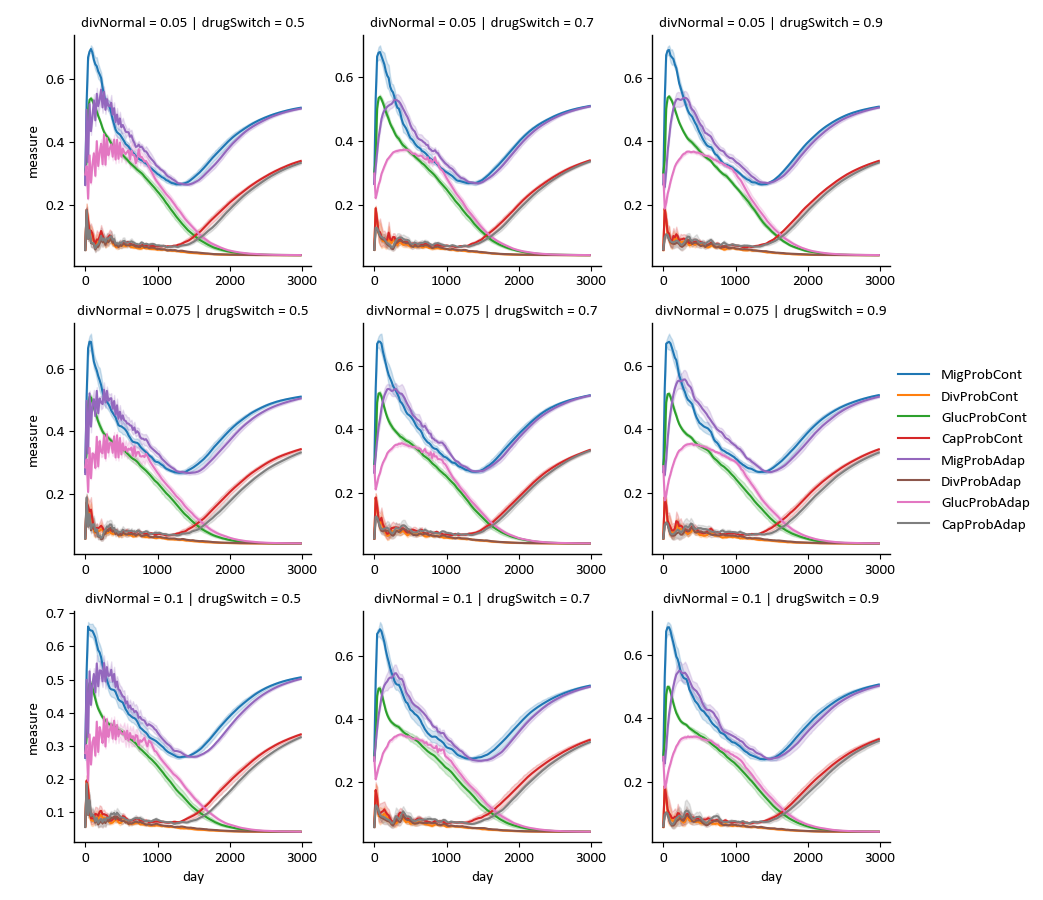 divNormal = 0.05 | drugSwitch = 0.5
divNormal = 0.05 | drugSwitch = 0.7
divNormal = 0.05 | drugSwitch = 0.9
measure
0.6
0.4
0.2
0 1000 2000 3000
0 1000 2000 3000
0.6
0.4
0.2
0 1000 2000 3000
0.6
0.4
0.2
divNormal = 0.075 | drugSwitch = 0.5
divNormal = 0.075 | drugSwitch = 0.7
divNormal = 0.075 | drugSwitch = 0.9
measure
0.6
0.4
0.2
0 1000 2000 3000
0.6
0.4
0.2
0 1000 2000 3000
0.6
0.4
0.2
0 1000 2000 3000
MigProbCont
DivProbCont
GlucProbCont
CapProbCont
MigProbAdap
DivProbAdap
GlucProbAdap
CapProbAdap
divNormal = 0.1 | drugSwitch = 0.5
divNormal = 0.1 | drugSwitch = 0.7
divNormal = 0.1 | drugSwitch = 0.9
measure
0.7
0.6
0.5
0.4
0.3
0.2
0.1
0 1000 2000 3000
day
0.6
0.4
0.2
0 1000 2000 3000
day
0.6
0.4
0.2
0 1000 2000 3000
day